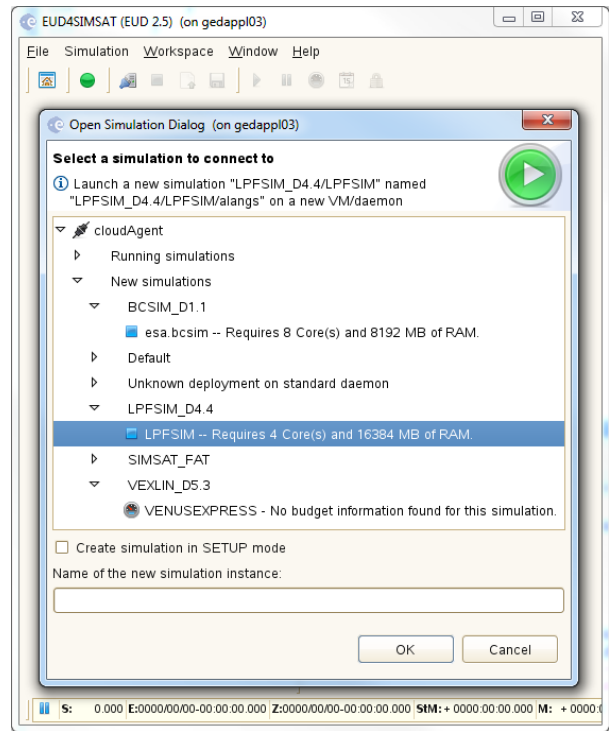 EUD4SIMSAT (EUD 2.5) (on gedappl03)
File Simulation Workspace Window Help
Open Simulation Dialog (on gedappl03)
Select a simulation to connect to
Launch a new simulation "LPFSIM_D4.4/LPFSIM" named
"LPFSIM_D4.4/LPFSIM/alangs" on a new VM/daemon
cloudAgent
Running simulations
New simulations
BCSIM_D1.1
esa.bcsim -- Requires 8 Core(s) and 8192 MB of RAM.
Default
Unknown deployment on standard daemon
LPFSIM_D4.4
LPFSIM -- Requires 4 Core(s) and 16384 MB of RAM.
SIMSAT_FAT
VEXLIN_D5.3
VENUSEXPRESS - No budget information found for this simulation.
Create simulation in SETUP mode
Name of the new simulation instance:
OK Cancel
S: 0.000 E:0000/00/00-00:00:00.000 Z:0000/00/00-00:00:00.000 StM: + 0000:00:00.000 M: + 0000:0